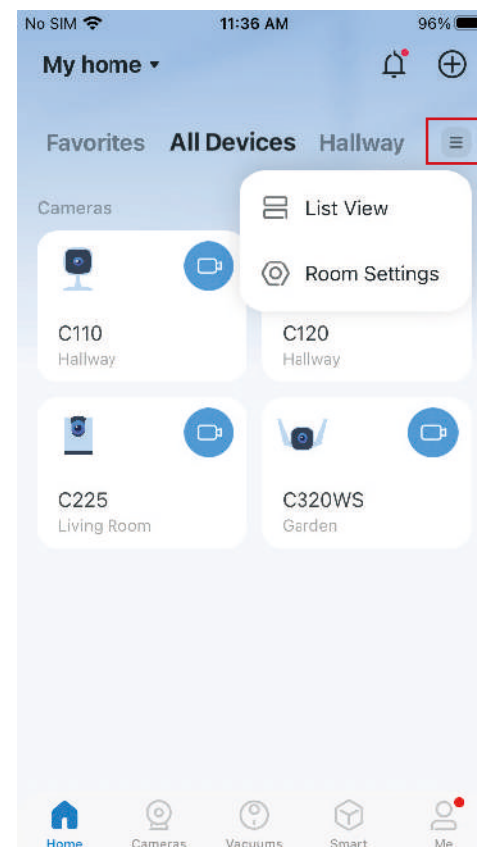 No SIM 11:36 AM 96%
My home
Favorites All Devices Hallway
Cameras
List View
Room Settings
C110 C120
Hallway Hallway
C225 C320WS
Living Room Garden
Home Cameras Vacuums Smart Me